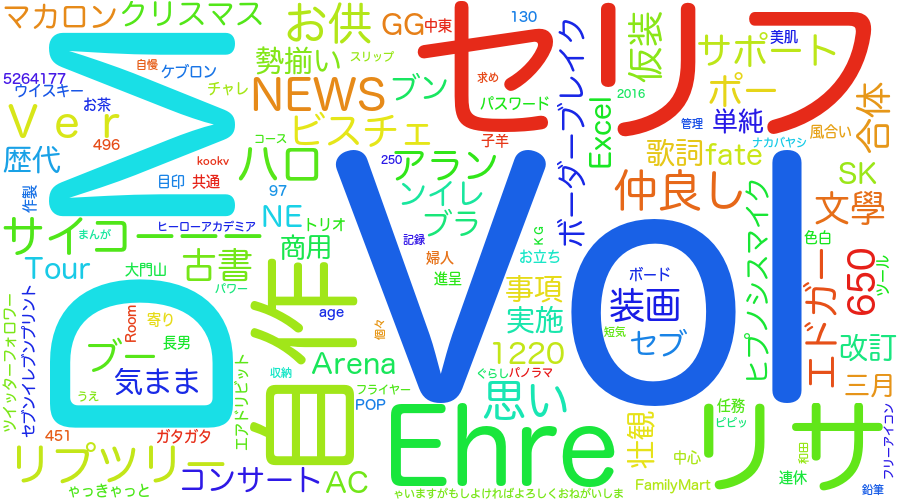 マカロン
クリスマス
お供
GG
中東
130
セリフ
仮装
サポート
美肌
勢揃い
スリップ
自慢
ケブロン
5264177
ウイスキー
お茶
チャレ
NEWS
ブン
求め
パスワード
ボーダーブレイク
2016
ポー
管理
単純
ナカバヤシ
風合い
合体
Ver
496
ビスチェ
子羊
Excel
歌詞
fate
歴代
コース
kookv
ハロ
250
アラン
SK
DM
作製
目印
共通
97
ンイレ
仲良し
文學
NE
トリオ
ブラ
ヒーローアカデミア
サイコーーーー
まんが
記録
KG
色白
Tour
大門山
古書
商用
婦人
お立ち
ボード
ヒプノシスマイク
エドガー
650
ツール
パワー
進呈
事項
装画
Vol
自作
age
Room
寄り
長男
個々
実施
短気
セブ
改訂
ブー
気まま
Arena
1220
ぐらし
パノラマ
三月
うえ
収納
フライヤー
POP
思い
ツイッターフォロワー
セブンイレブンプリント
エアドリピット
451
ガタガタ
Ehre
壮観
任務
ピピッ
リサ
和田
フリーアイコン
リプツリー
コンサート
AC
中心
連休
FamilyMart
鉛筆
ゃっきゃっと
ゃいますがもしよければよろしくおねがいしま